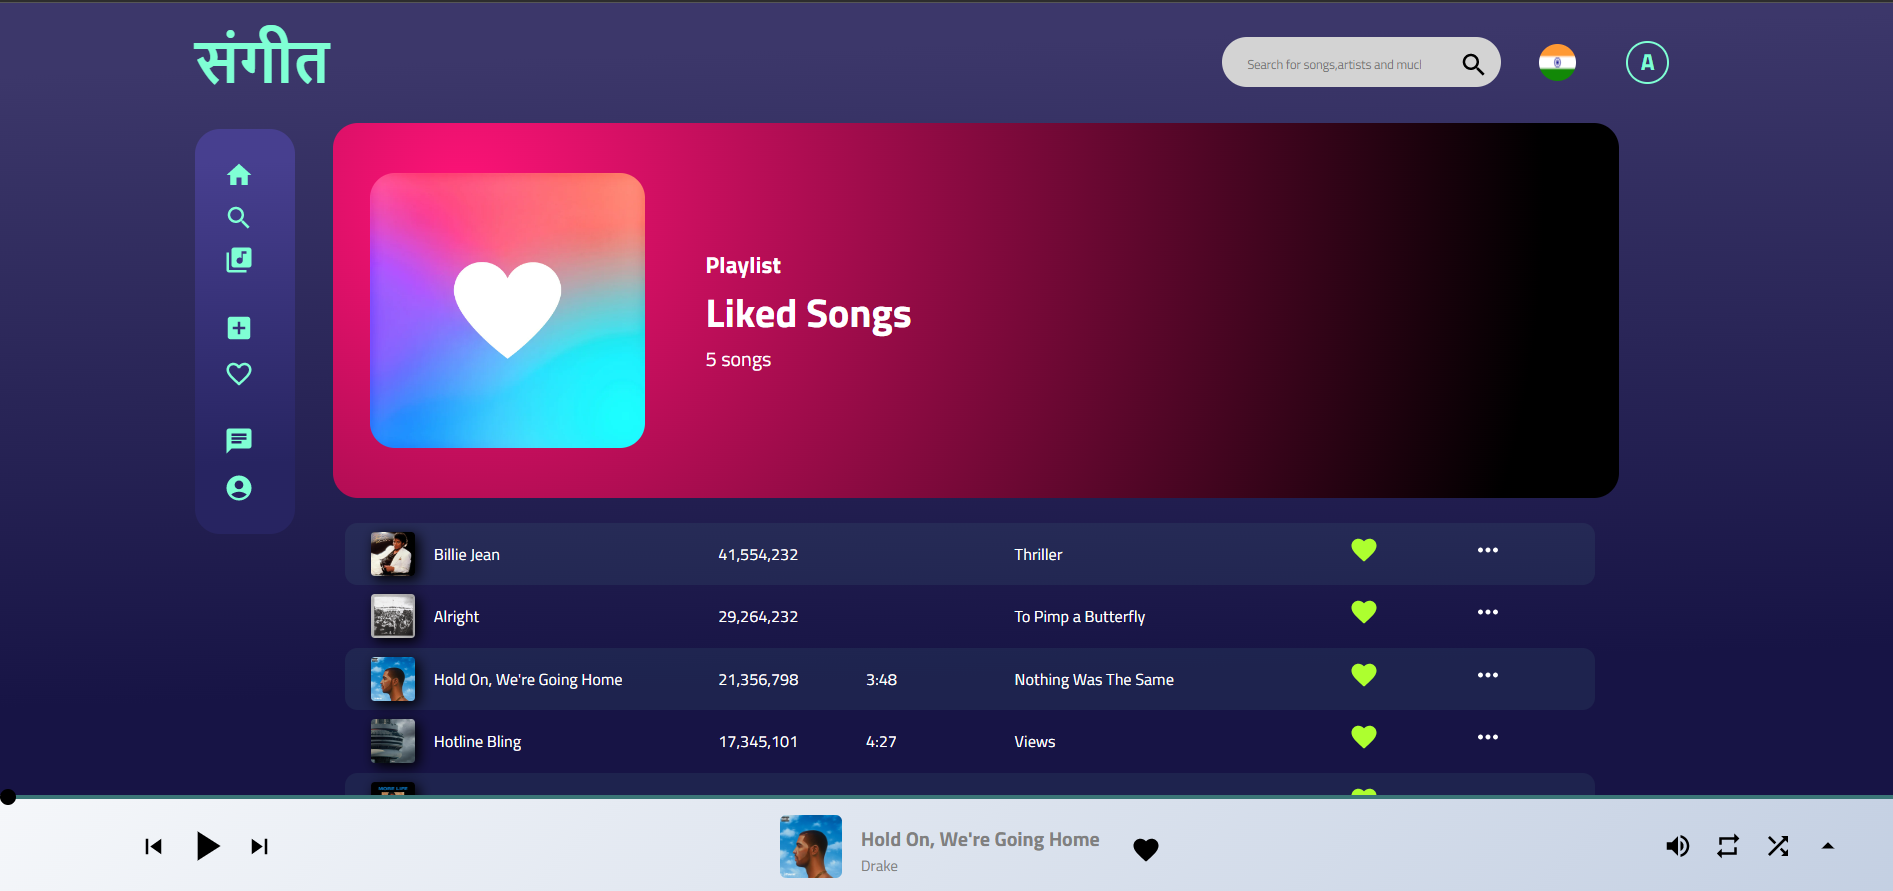 संगीत
Search for songs,artists and mucl
A
Playlist
Liked Songs
5 songs
Billie Jean 41,554,232 Thriller
Alright 29,264,232 To Pimp a Butterfly
Hold On, We're Going Home 21,356,798 3:48 Nothing Was The Same
Hotline Bling 17,345,101 4:27 Views
Hold On, We're Going Home
Drake